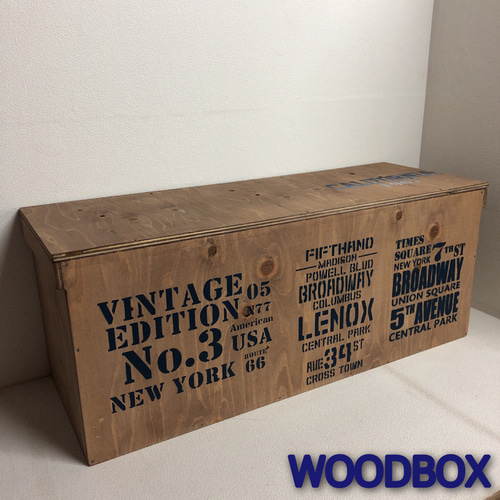 CALIFORNIA
VINTAGE 05
EDITION N77
American
No.3 USA
ROUTE
NEW YORK 66
FIFTHAND
MADISON
POWELL BLVD
BROADWAY
COLUMBUS
LENOX
CENTRAL PARK
AVE 34 ST
CROSS TOWN
TIMES
SQUARE 7TH ST
NEW YORK
BROADWAY
UNION SQUARE
5TH AVENUE
CENTRAL PARK
WOODBOX